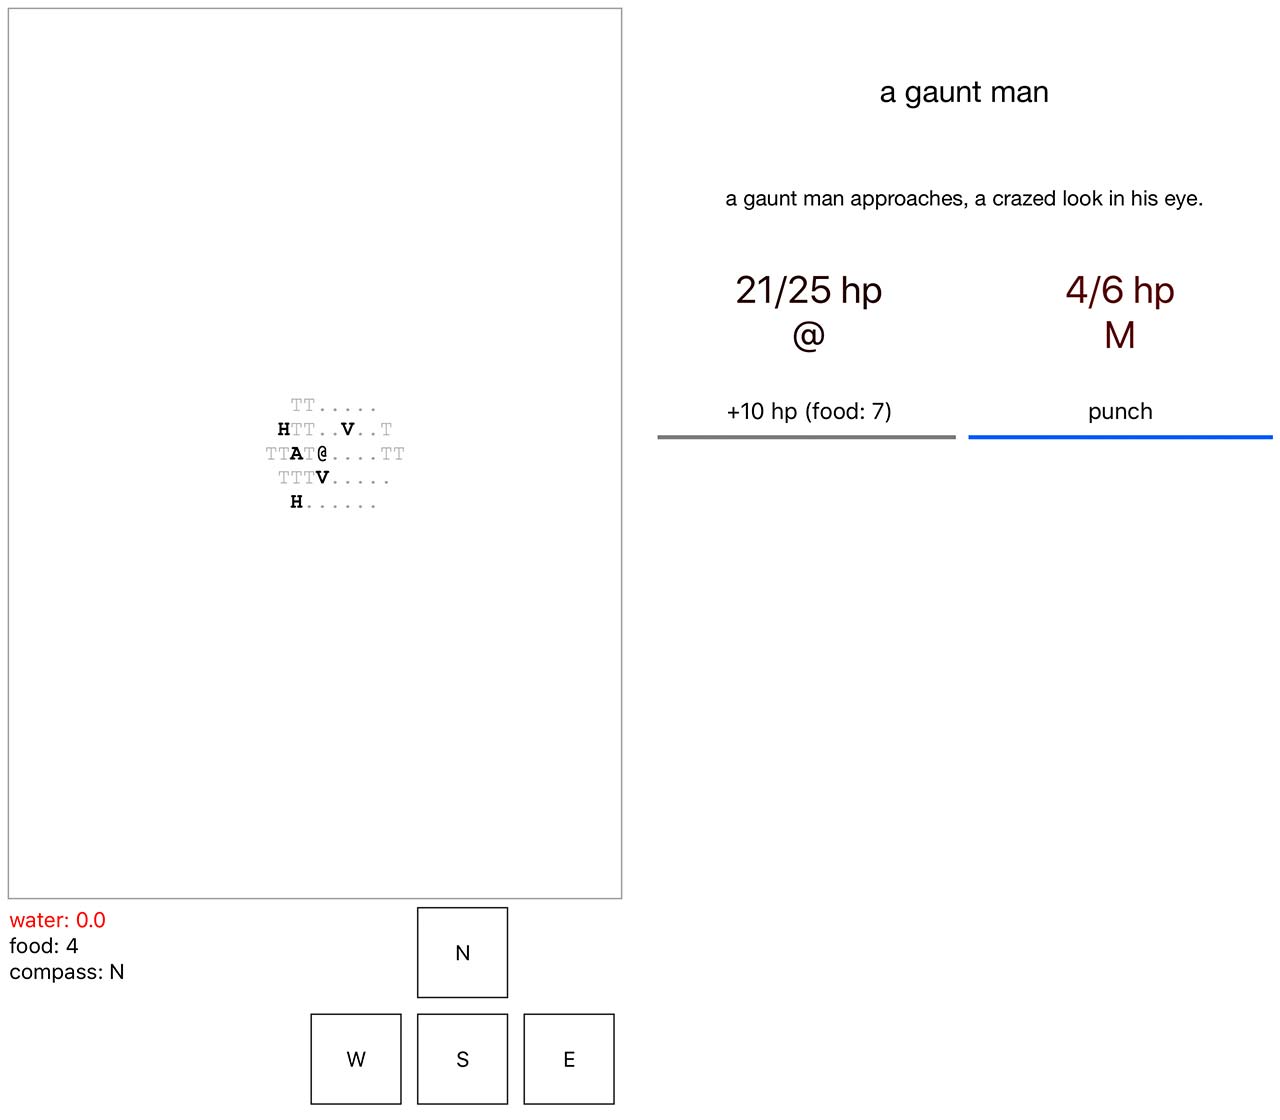 TT.....
HTT..V..T
TTAT@....TT
TTTV.....
H......
water: 0.0
food: 4
compass: N
N
W
S
E
a gaunt man
a gaunt man approaches, a crazed look in his eye.
21/25 hp
@
4/6 hp
M
+10 hp (food: 7)
punch